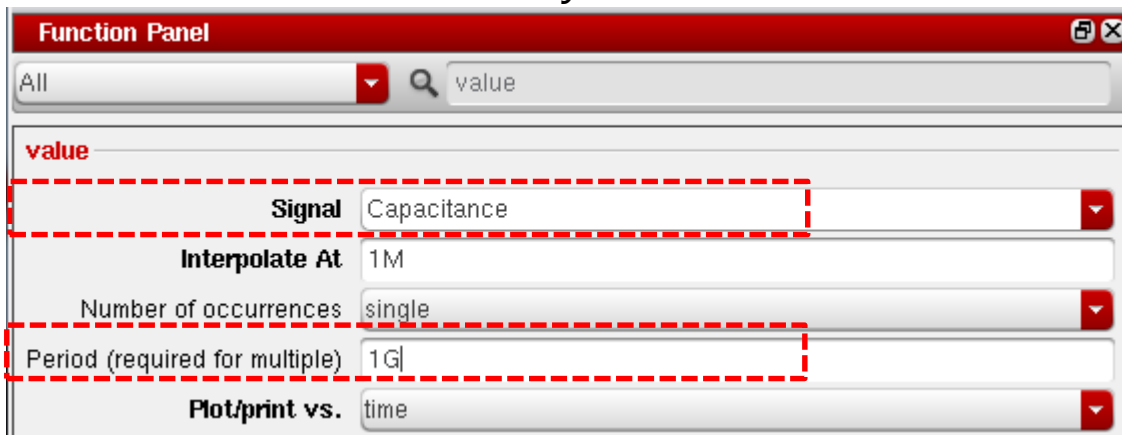 Function Panel
All value
value
Signal Capacitance
Interpolate At 1M
Number of occurrences single
Period (required for multiple) 1G
Plot/print vs. time